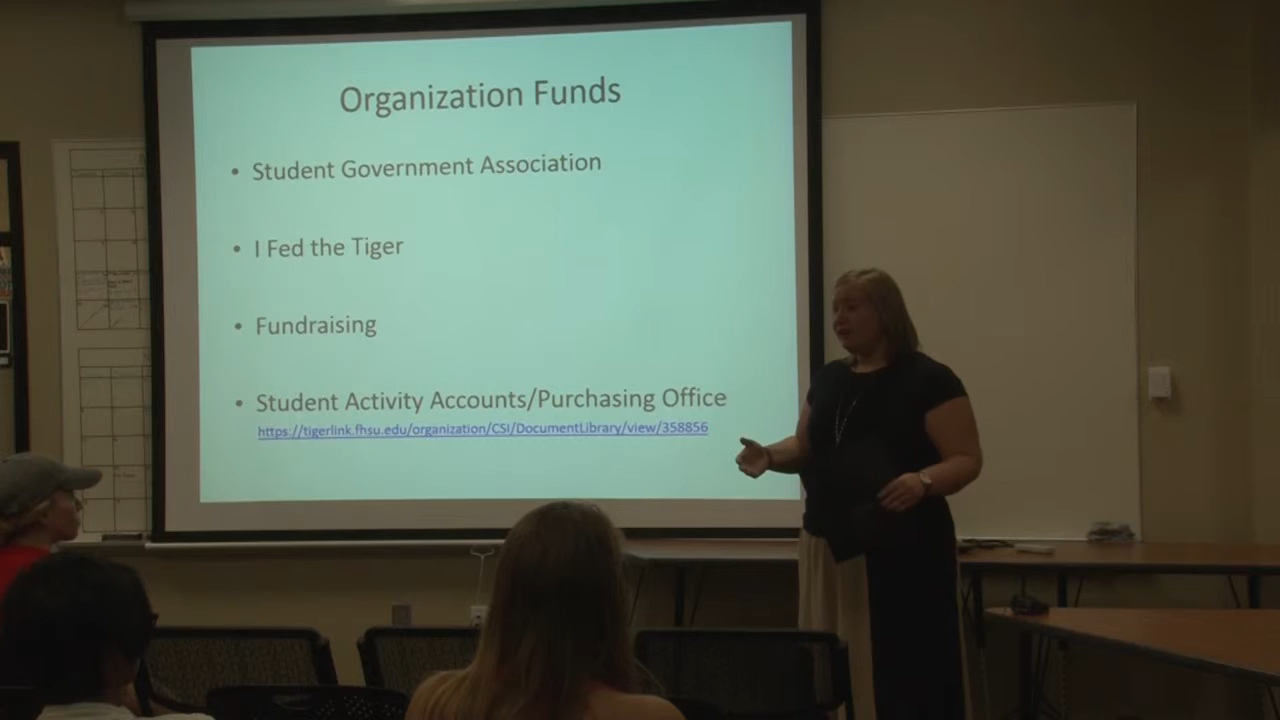 Organization Funds
• Student Government Association
• I Fed the Tiger
• Fundraising
• Student Activity Accounts/Purchasing Office
https://tigerlink.fhsu.edu/organization/CSI/DocumentLibrary/view/358856